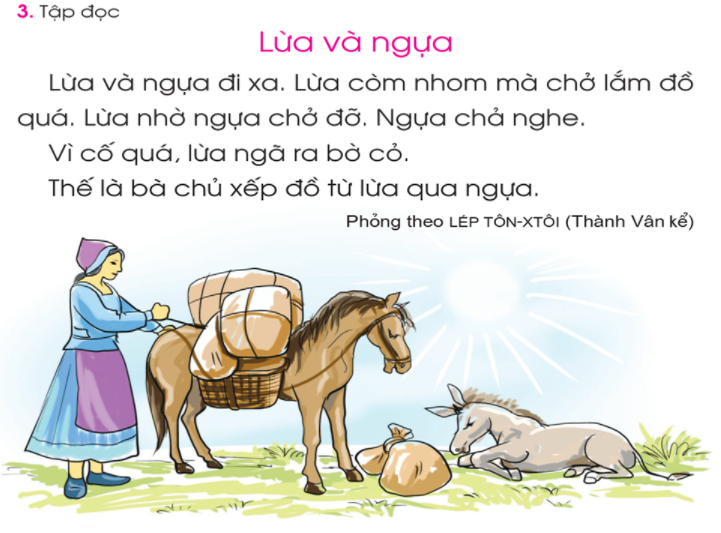 3. Tập đọc
Lừa và ngựa
Lừa và ngựa đi xa. Lừa còm nhom mà chở lắm đồ
quá. Lừa nhờ ngựa chở đỡ. Ngựa chả nghe.
Vì cố quá, lừa ngã ra bờ cỏ.
Thế là bà chủ xếp đồ từ lừa qua ngựa.
Phỏng theo LÉP TÔN-XTÔI (Thành Vân kể)